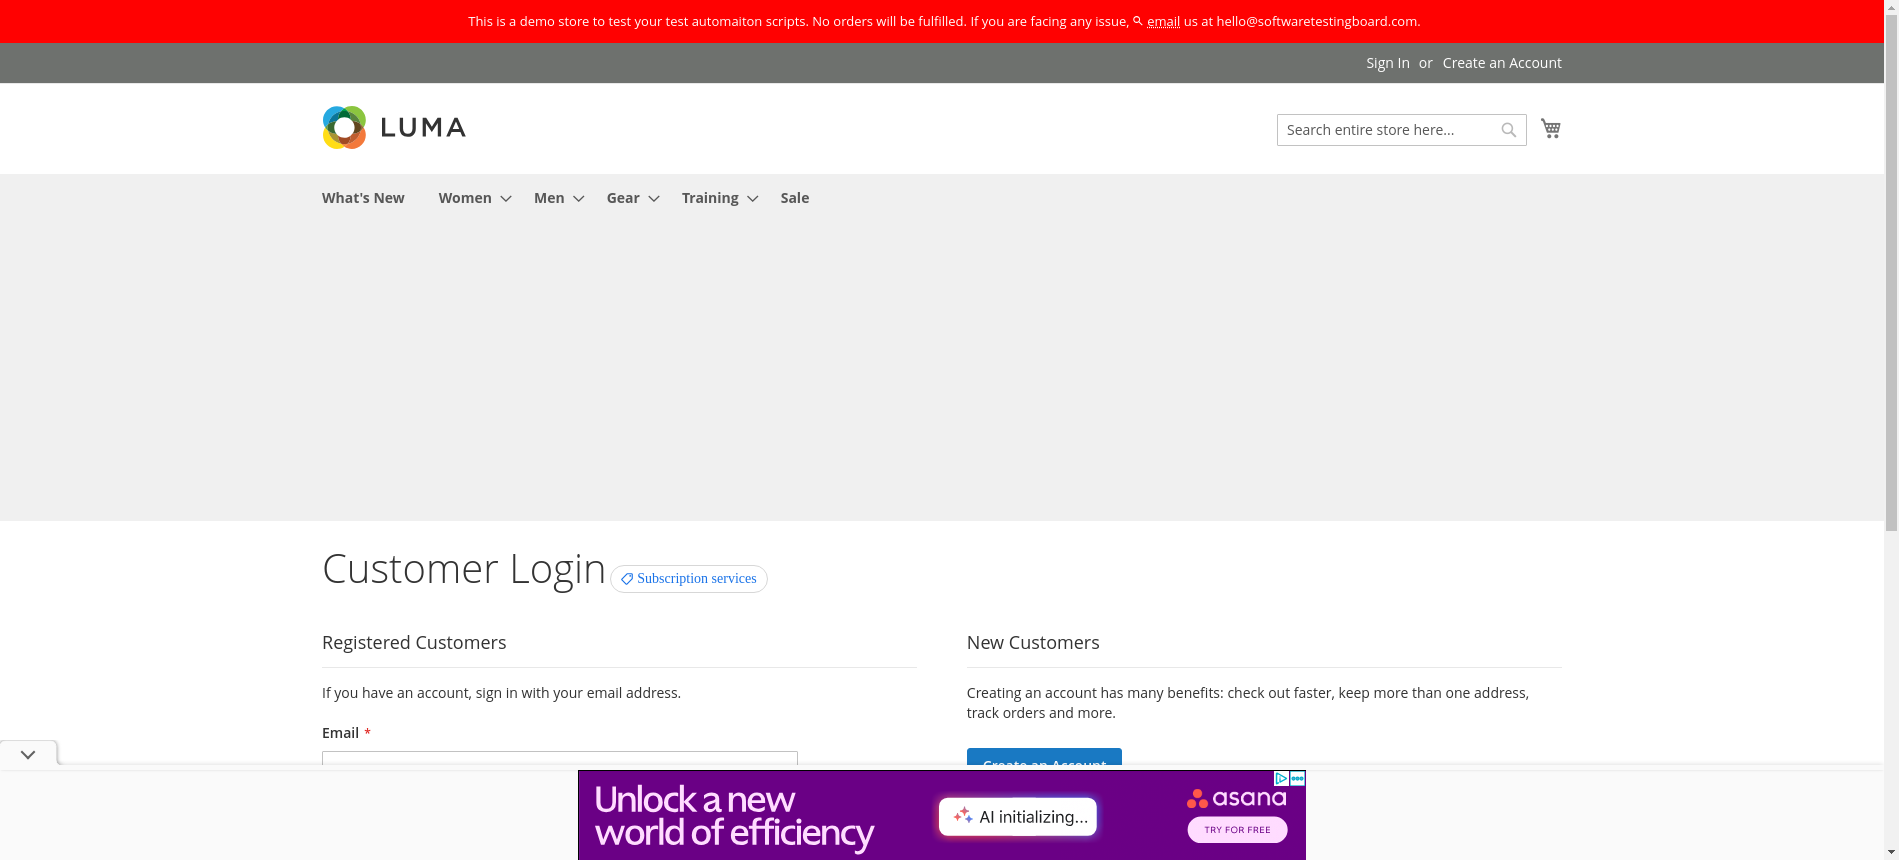 This is a demo store to test your test automaiton scripts. No orders will be fulfilled. If you are facing any issue, email us at hello@softwaretestingboard.com.
Sign In or Create an Account
LUMA
Search entire store here...
What's New Women Men Gear Training Sale
Customer Login
Subscription services
Registered Customers
If you have an account, sign in with your email address.
Email *
New Customers
Creating an account has many benefits: check out faster, keep more than one address,
track orders and more.
Create an Account
Unlock a new
world of efficiency
AI initializing...
asana
TRY FOR FREE